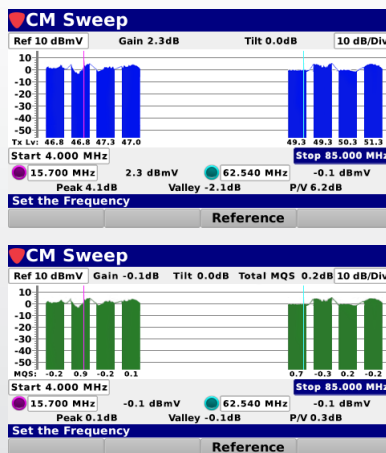 CM Sweep
Ref 10 dBmV Gain 2.3dB Tilt 0.0dB 10 dB/Div
10
0
-10
-20
-30
-40
-50
Tx Lv: 46.8 46.8 47.3 47.0 49.3 49.3 50.3 51.3
Start 4.000 MHz Stop 85.000 MHz
15.700 MHz 2.3 dBmV 62.540 MHz -0.1 dBmV
Peak 4.1dB Valley -2.1dB P/V 6.2dB
Set the Frequency
Reference
CM Sweep
Ref 10 dBmV Gain -0.1dB Tilt 0.0dB Total MQS 0.2dB 10 dB/Div
10
0
-10
-20
-30
-40
-50
MQS: -0.2 0.9 -0.2 0.1 0.7 -0.3 0.2 -0.2
Start 4.000 MHz Stop 85.000 MHz
15.700 MHz -0.1 dBmV 62.540 MHz -0.1 dBmV
Peak 0.1dB Valley -0.1dB P/V 0.3dB
Set the Frequency
Reference